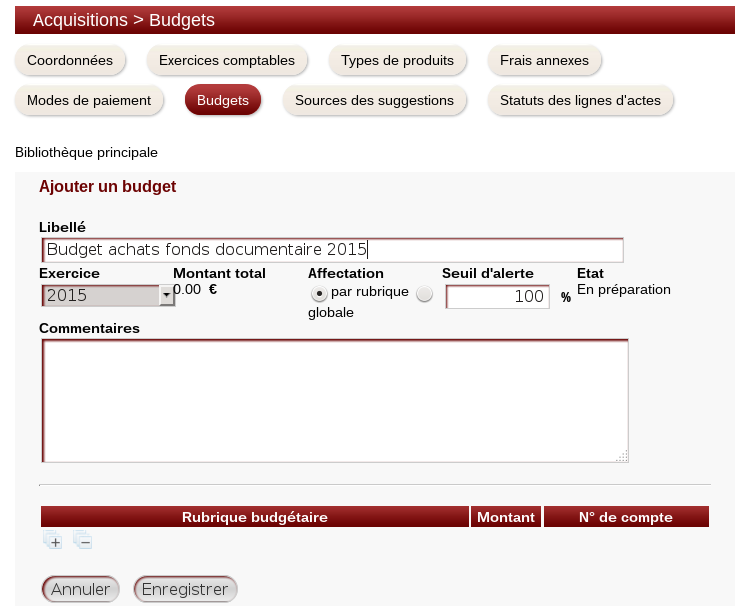 Acquisitions > Budgets
Coordonnées Exercices comptables Types de produits Frais annexes
Modes de paiement Budgets Sources des suggestions Statuts des lignes d'actes
Bibliothèque principale
Ajouter un budget
Libellé
Budget achats fonds documentaire 2015
Exercice Montant total Affectation Seuil d'alerte Etat
2015 0.00 € par rubrique globale 100 % En préparation
Commentaires
Rubrique budgétaire Montant N° de compte
Annuler Enregistrer